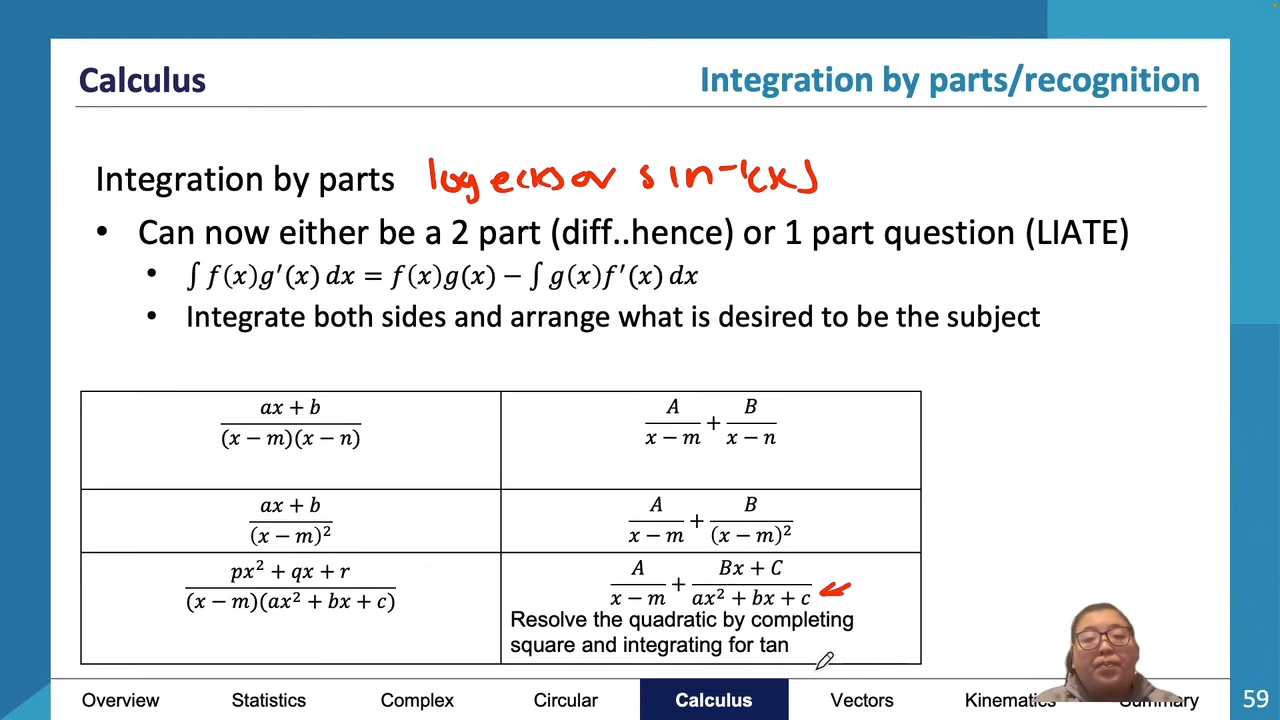 Calculus
Integration by parts/recognition
Integration by parts log e(x) or sin⁻¹(x)
• Can now either be a 2 part (diff..hence) or 1 part question (LIATE)
• ∫ f(x)g′(x) dx = f(x)g(x) − ∫ g(x)f′(x) dx
• Integrate both sides and arrange what is desired to be the subject
(ax + b)/((x − m)(x − n))
A/(x − m) + B/(x − n)
(ax + b)/(x − m)²
A/(x − m) + B/(x − m)²
(px² + qx + r)/((x − m)(ax² + bx + c))
A/(x − m) + (Bx + C)/(ax² + bx + c)
Resolve the quadratic by completing
square and integrating for tan
Overview Statistics Complex Circular Calculus Vectors Kinematics Summary 59